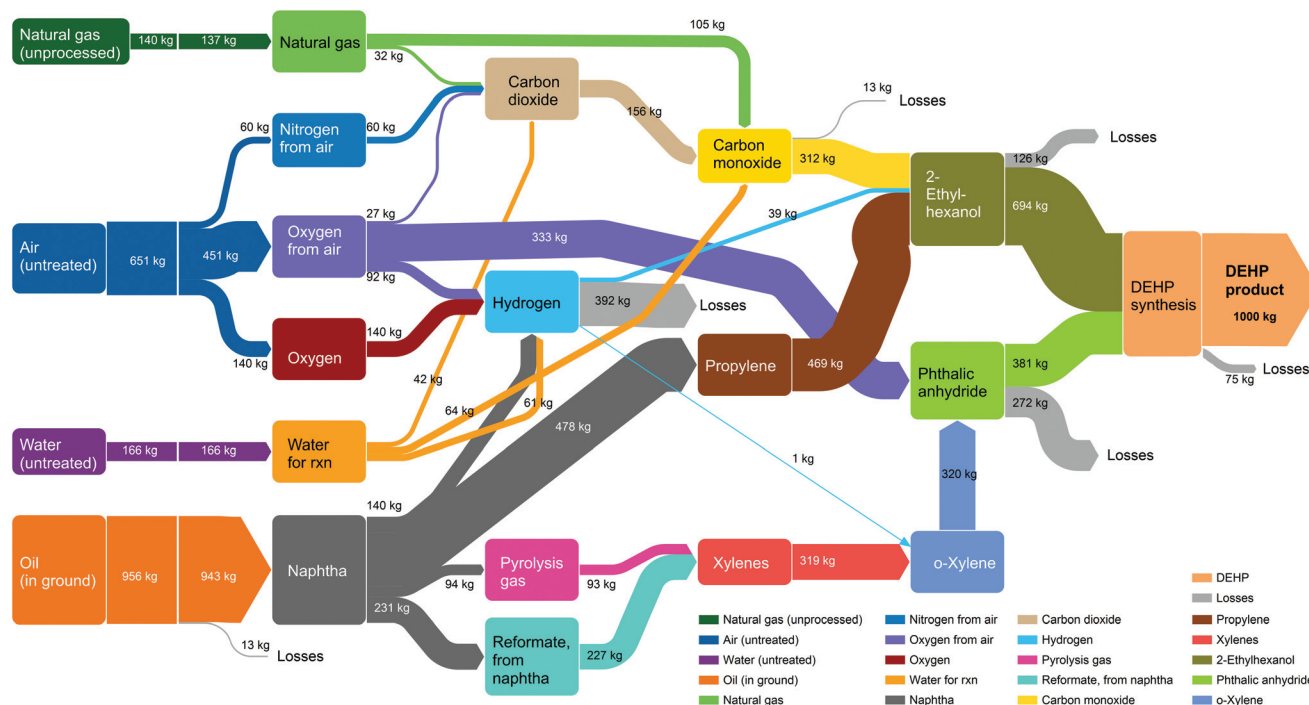 Natural gas
(unprocessed)
140 kg
137 kg
Natural gas
32 kg
105 kg
Nitrogen
from air
60 kg
60 kg
Carbon
dioxide
156 kg
13 kg
Losses
Carbon
monoxide
312 kg
Air
(untreated)
651 kg
451 kg
Oxygen
from air
27 kg
333 kg
92 kg
39 kg
140 kg
Oxygen
140 kg
Hydrogen
392 kg
Losses
2-
Ethyl-
hexanol
126 kg
Losses
694 kg
DEHP
synthesis
DEHP
product
1000 kg
75 kg
Losses
Water
(untreated)
166 kg
166 kg
Water
for rxn
42 kg
64 kg
61 kg
Propylene
469 kg
Phthalic
anhydride
381 kg
272 kg
Losses
Oil
(in ground)
956 kg
943 kg
13 kg
Losses
Naphtha
140 kg
478 kg
94 kg
231 kg
Pyrolysis
gas
93 kg
Reformate,
from
naphtha
227 kg
Xylenes
319 kg
1 kg
320 kg
o-Xylene
Natural gas (unprocessed)
Air (untreated)
Water (untreated)
Oil (in ground)
Natural gas
Nitrogen from air
Oxygen from air
Oxygen
Water for rxn
Naphtha
Carbon dioxide
Hydrogen
Pyrolysis gas
Reformate, from naphtha
Carbon monoxide
DEHP
Losses
Propylene
Xylenes
2-Ethylhexanol
Phthalic anhydride
o-Xylene